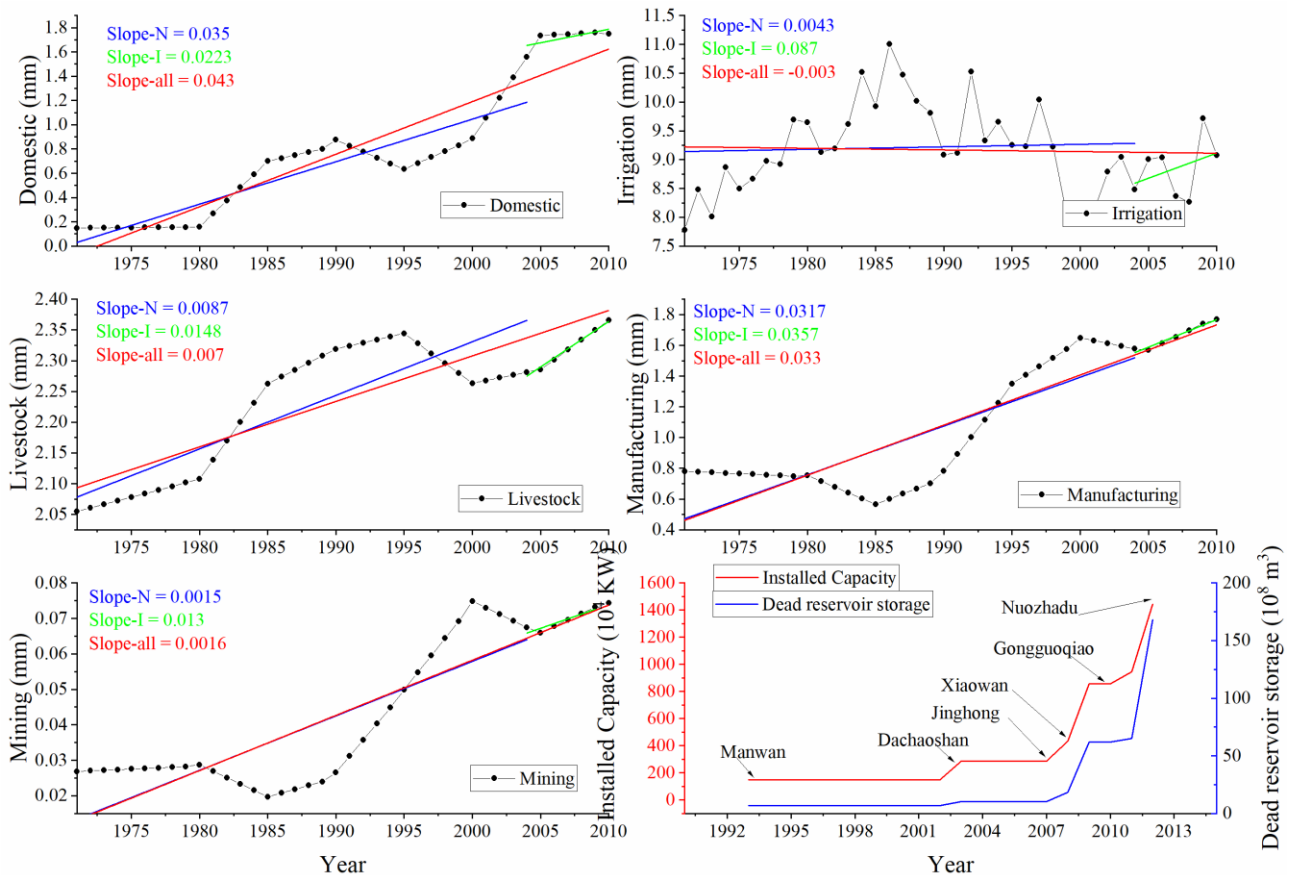 Slope-N = 0.035
Slope-I = 0.0223
Slope-all = 0.043
Domestic (mm)
1.8
1.6
1.4
1.2
1.0
0.8
0.6
0.4
0.2
0.0
Domestic
1975 1980 1985 1990 1995 2000 2005 2010
Slope-N = 0.0043
Slope-I = 0.087
Slope-all = -0.003
Irrigation (mm)
11.5
11.0
10.5
10.0
9.5
9.0
8.5
8.0
7.5
Irrigation
1975 1980 1985 1990 1995 2000 2005 2010
Slope-N = 0.0087
Slope-I = 0.0148
Slope-all = 0.007
Livestock (mm)
2.40
2.35
2.30
2.25
2.20
2.15
2.10
2.05
Livestock
1975 1980 1985 1990 1995 2000 2005 2010
Slope-N = 0.0317
Slope-I = 0.0357
Slope-all = 0.033
Manufacturing (mm)
2.0
1.8
1.6
1.4
1.2
1.0
0.8
0.6
0.4
Manufacturing
1975 1980 1985 1990 1995 2000 2005 2010
Slope-N = 0.0015
Slope-I = 0.013
Slope-all = 0.0016
Mining (mm)
0.08
0.07
0.06
0.05
0.04
0.03
0.02
Mining
1975 1980 1985 1990 1995 2000 2005 2010
Year
Installed Capacity
Dead reservoir storage
Installed Capacity (10 KW)
1600
1400
1200
1000
800
600
400
200
0
Nuozhadu
Gongguoqiao
Xiaowan
Jinghong
Dachaoshan
Manwan
200
150
100
50
0
Dead reservoir storage (10⁸ m³)
1992 1995 1998 2001 2004 2007 2010 2013
Year